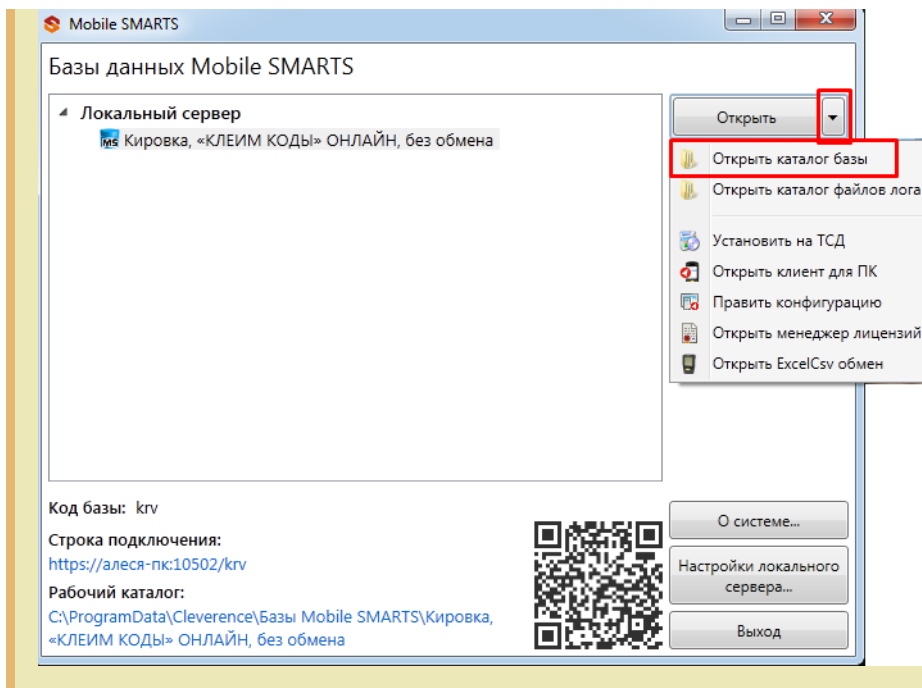 Mobile SMARTS
Базы данных Mobile SMARTS
Локальный сервер
Кировка, «КЛЕИМ КОДЫ» ОНЛАЙН, без обмена
Открыть
Открыть каталог базы
Открыть каталог файлов лога
Установить на ТСД
Открыть клиент для ПК
Править конфигурацию
Открыть менеджер лицензий
Открыть ExcelCsv обмен
Код базы: krv
Строка подключения:
https://алеся-пк:10502/krv
Рабочий каталог:
C:\ProgramData\Cleverence\Базы Mobile SMARTS\Кировка,
«КЛЕИМ КОДЫ» ОНЛАЙН, без обмена
О системе...
Настройки локального
сервера...
Выход